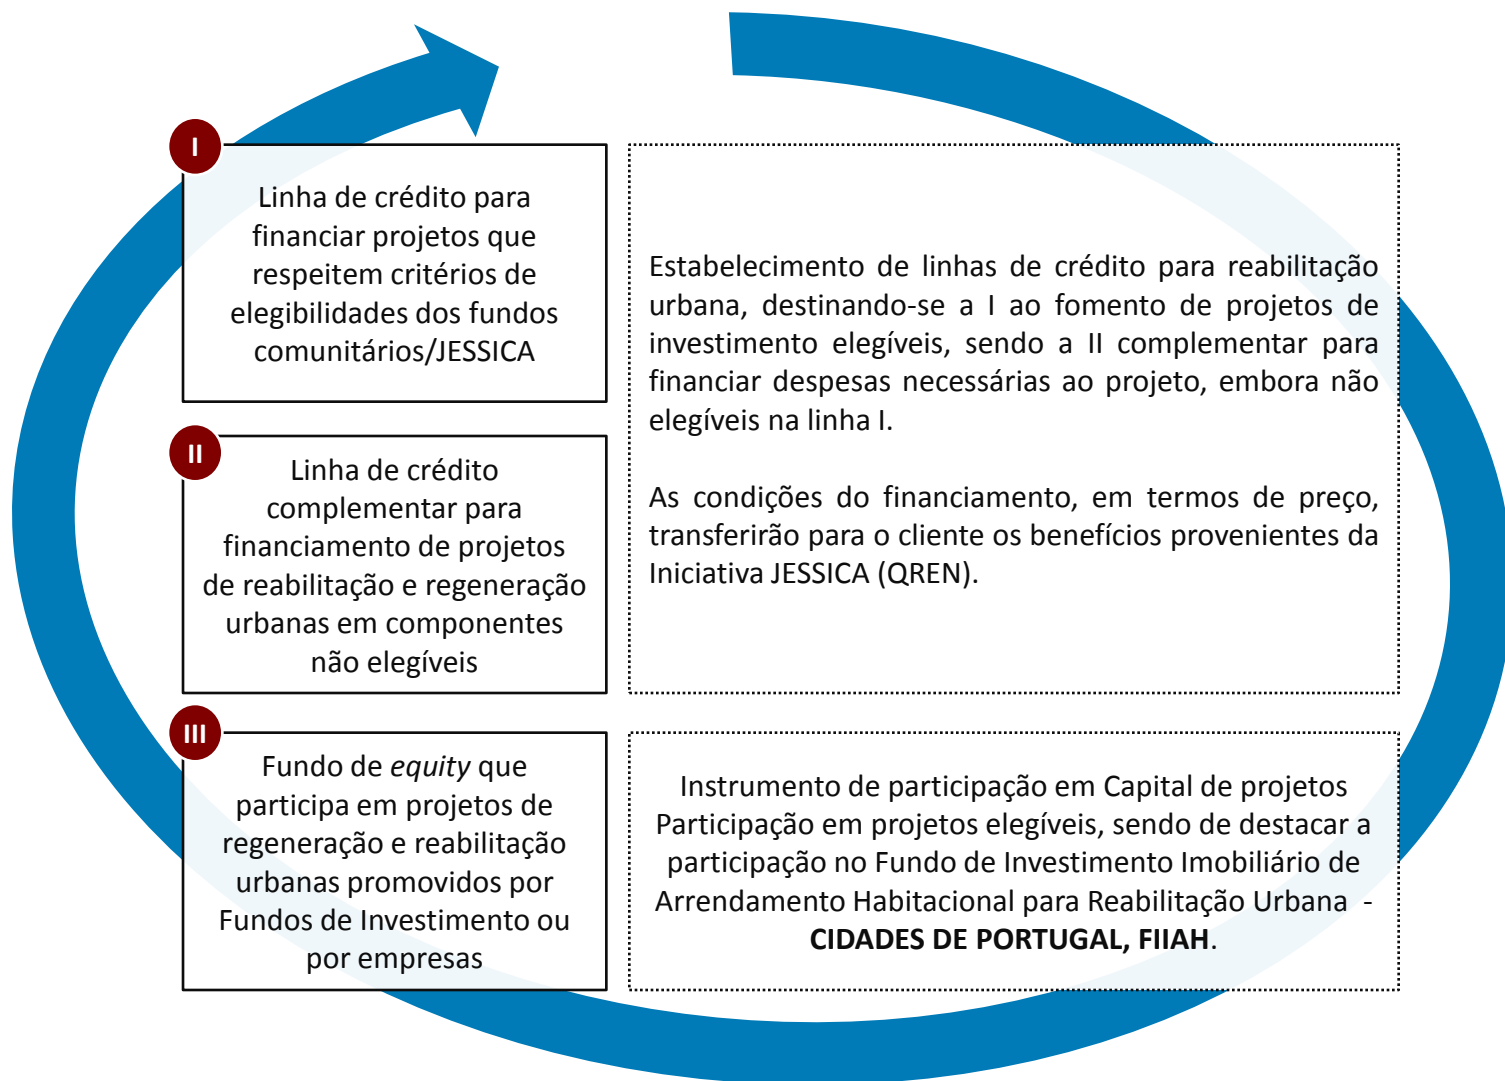 I
Linha de crédito para
financiar projetos que
respeitem critérios de
elegibilidades dos fundos
comunitários/JESSICA
II
Linha de crédito
complementar para
financiamento de projetos
de reabilitação e regeneração
urbanas em componentes
não elegíveis
Estabelecimento de linhas de crédito para reabilitação
urbana, destinando-se a I ao fomento de projetos de
investimento elegíveis, sendo a II complementar para
financiar despesas necessárias ao projeto, embora não
elegíveis na linha I.
As condições do financiamento, em termos de preço,
transferirão para o cliente os benefícios provenientes da
Iniciativa JESSICA (QREN).
III
Fundo de equity que
participa em projetos de
regeneração e reabilitação
urbanas promovidos por
Fundos de Investimento ou
por empresas
Instrumento de participação em Capital de projetos
Participação em projetos elegíveis, sendo de destacar a
participação no Fundo de Investimento Imobiliário de
Arrendamento Habitacional para Reabilitação Urbana -
CIDADES DE PORTUGAL, FIIAH.